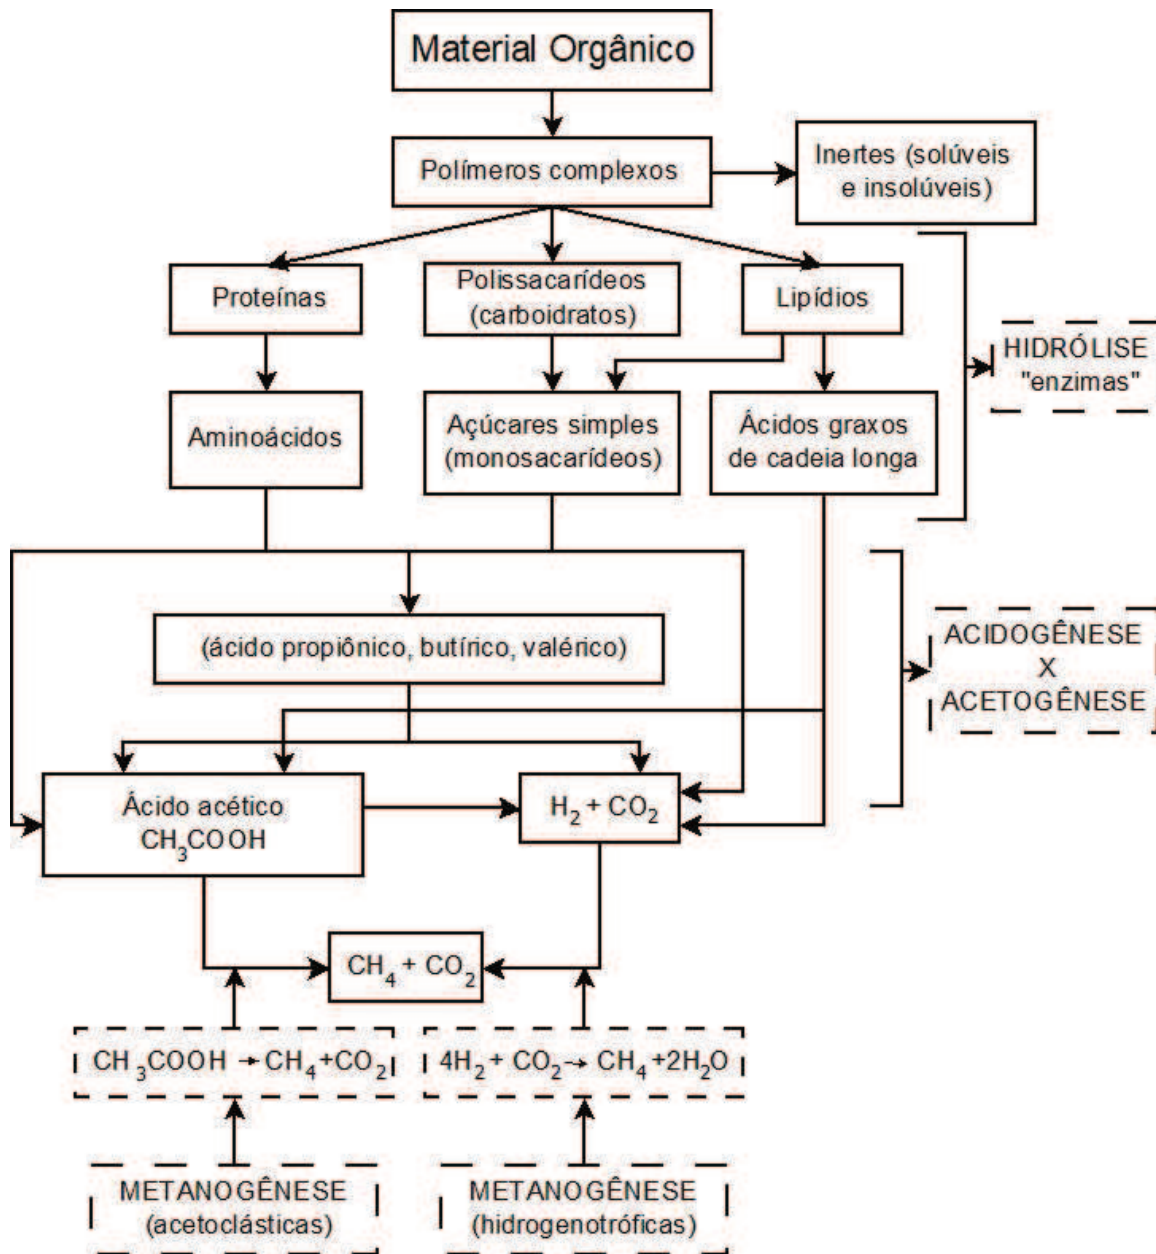 Material Orgânico
Polímeros complexos
Inertes (solúveis
e insolúveis)
Proteínas
Polissacarídeos
(carboidratos)
Lipídios
HIDRÓLISE
"enzimas"
Aminoácidos
Açúcares simples
(monosacarídeos)
Ácidos graxos
de cadeia longa
(ácido propiônico, butírico, valérico)
ACIDOGÊNESE
X
ACETOGÊNESE
Ácido acético
CH₃COOH
H₂ + CO₂
CH₄ + CO₂
CH₃COOH → CH₄ + CO₂
4H₂ + CO₂ → CH₄ + 2H₂O
METANOGÊNESE
(acetoclásticas)
METANOGÊNESE
(hidrogenotróficas)